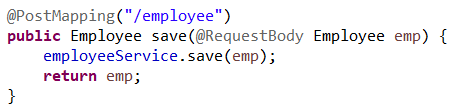 @PostMapping("/employee")
public Employee save(@RequestBody Employee emp) {
    employeeService.save(emp);
    return emp;
}